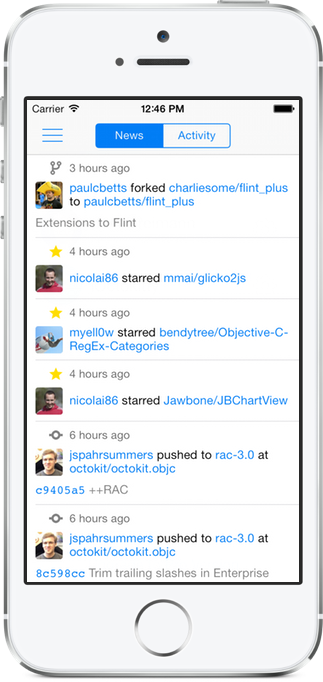 Carrier 12:46 PM
News Activity
3 hours ago
paulcbetts forked charliesome/flint_plus
to paulcbetts/flint_plus
Extensions to Flint
4 hours ago
nicolai86 starred mmai/glicko2js
4 hours ago
myell0w starred bendytree/Objective-C-
RegEx-Categories
4 hours ago
nicolai86 starred Jawbone/JBChartView
6 hours ago
jspahrsummers pushed to rac-3.0 at
octokit/octokit.objc
c9405a5 ++RAC
6 hours ago
jspahrsummers pushed to rac-3.0 at
octokit/octokit.objc
8c598cc Trim trailing slashes in Enterprise